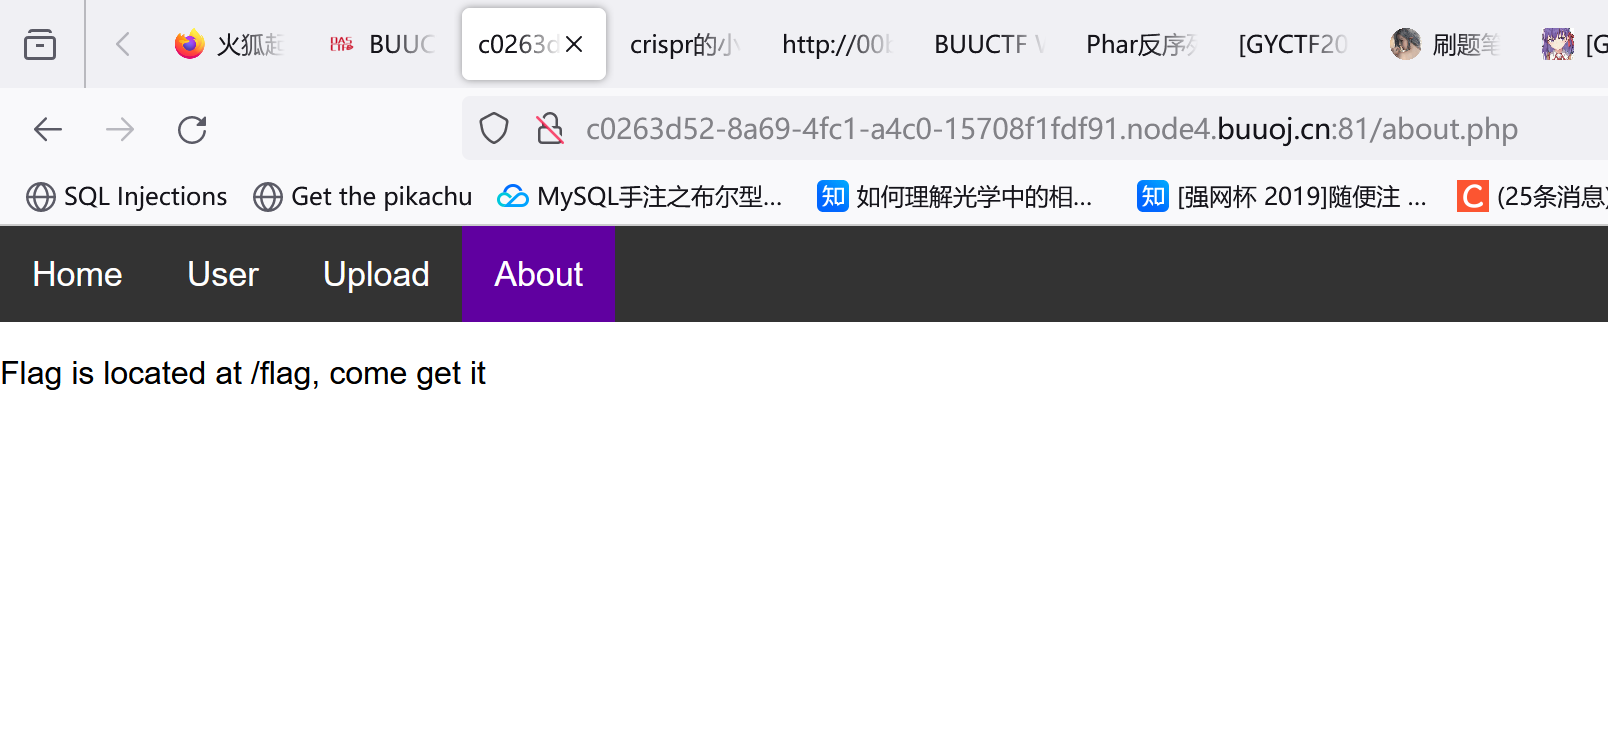 火狐起 BUUC c0263d crispr的小 http://00b BUUCTF Phar反序列 [GYCTF20 刷题笔 [G
c0263d52-8a69-4fc1-a4c0-15708f1fdf91.node4.buuoj.cn:81/about.php
SQL Injections Get the pikachu MySQL手注之布尔型... 如何理解光学中的相... [强网杯 2019]随便注 ... (25条消息)
Home User Upload About
Flag is located at /flag, come get it